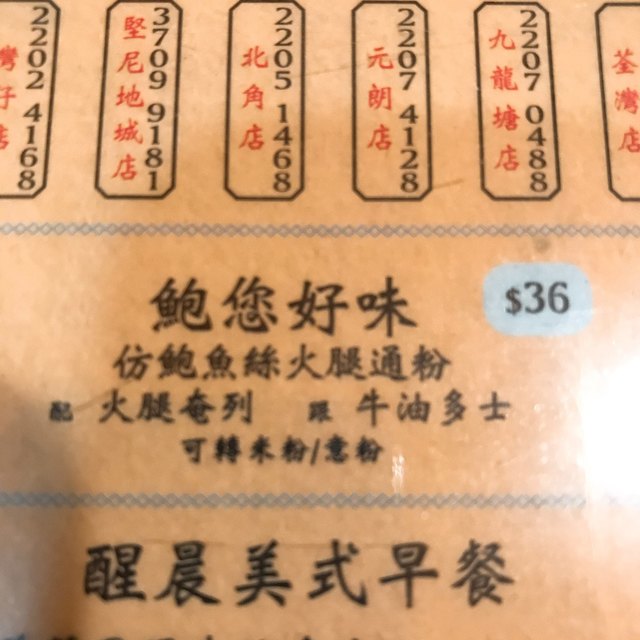 2202 4168
灣仔店
3709 9181
堅尼地城店
2205 1468
北角店
2207 4128
元朗店
2207 0488
九龍塘店
荃灣店
鮑您好味 $36
仿鮑魚絲火腿通粉
配 火腿奄列 跟 牛油多士
可轉米粉/意粉
醒晨美式早餐